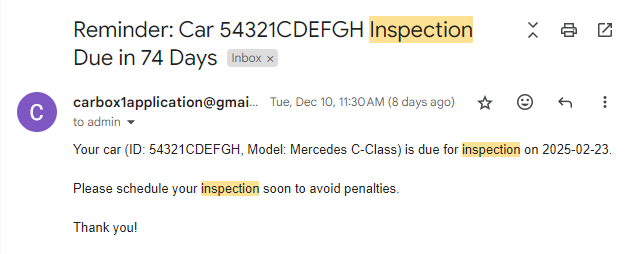 Reminder: Car 54321CDEFGH Inspection
Due in 74 Days Inbox ×
C
carbox1application@gmai... Tue, Dec 10, 11:30 AM (8 days ago)
to admin
Your car (ID: 54321CDEFGH, Model: Mercedes C-Class) is due for inspection on 2025-02-23.
Please schedule your inspection soon to avoid penalties.
Thank you!